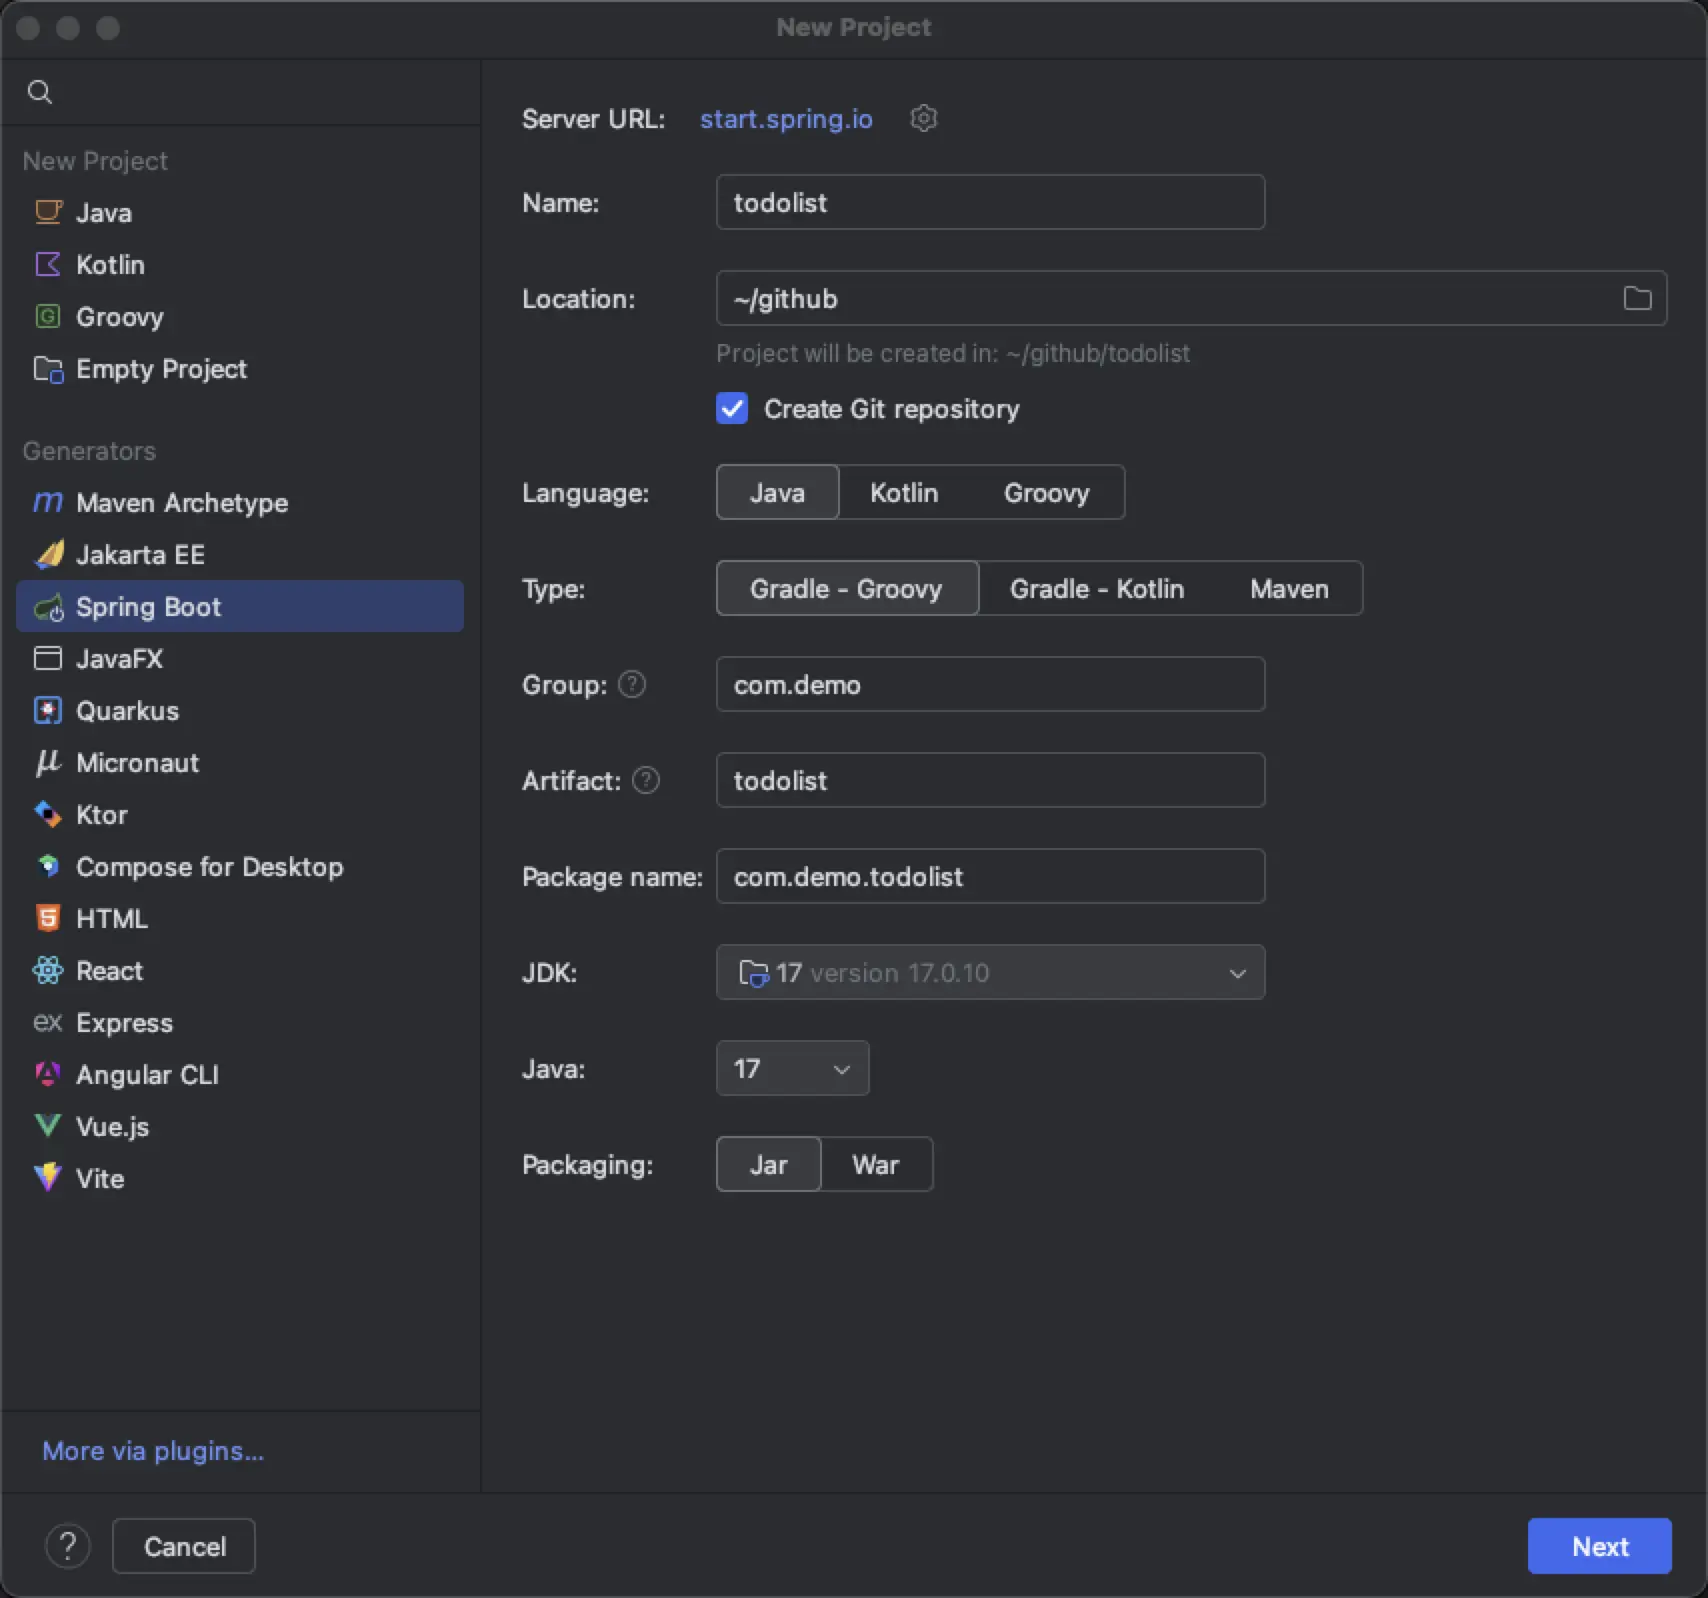 New Project
New Project
Java
Kotlin
Groovy
Empty Project
Generators
Maven Archetype
Jakarta EE
Spring Boot
JavaFX
Quarkus
Micronaut
Ktor
Compose for Desktop
HTML
React
ex Express
Angular CLI
Vue.js
Vite
More via plugins...
Server URL: start.spring.io
Name: todolist
Location: ~/github
Project will be created in: ~/github/todolist
Create Git repository
Language: Java Kotlin Groovy
Type: Gradle - Groovy Gradle - Kotlin Maven
Group: ? com.demo
Artifact: ? todolist
Package name: com.demo.todolist
JDK: 17 version 17.0.10
Java: 17
Packaging: Jar War
? Cancel Next